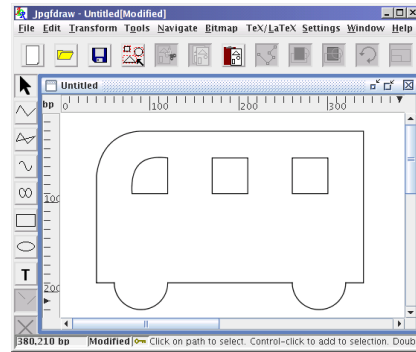 Jpgfdraw - Untitled[Modified]
File Edit Transform Tools Navigate Bitmap TeX/LaTeX Settings Window Help
Untitled
bp 0 100 200 300
100
T
200
380,210 bp Modified Click on path to select. Control-click to add to selection. Doub